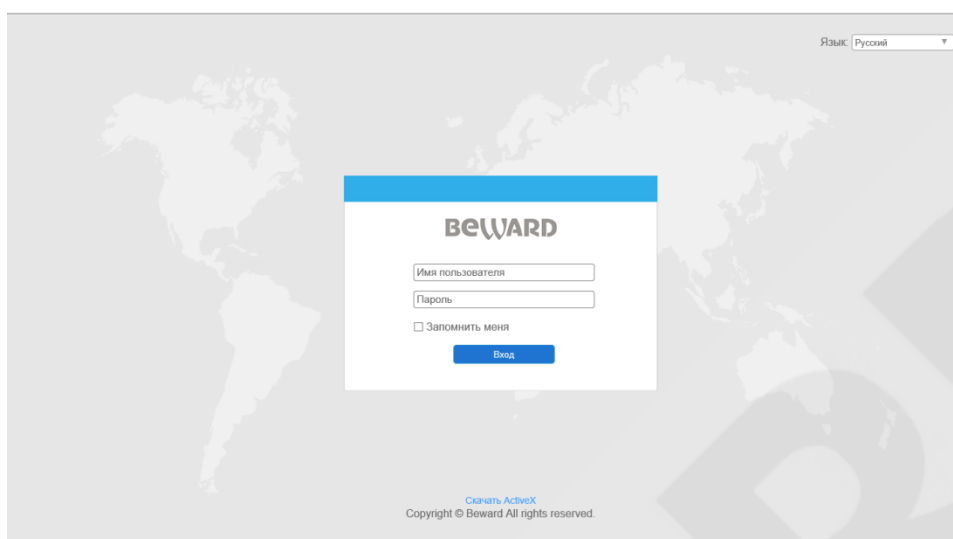 Язык: Русский
BEWARD
Имя пользователя
Пароль
Запомнить меня
Вход
Скачать ActiveX
Copyright © Beward All rights reserved.